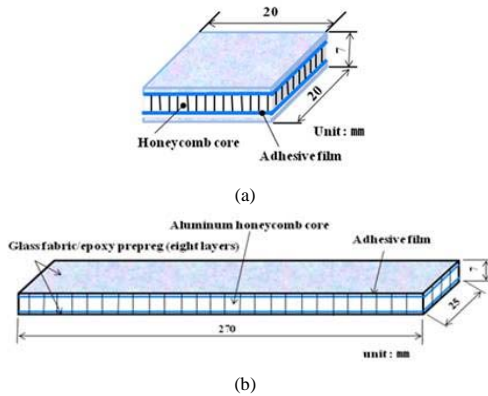 20
7
20
Unit : mm
Honeycomb core
Adhesive film
(a)
Aluminum honeycomb core
Glass fabric/epoxy prepreg (eight layers)
Adhesive film
7
25
270
unit : mm
(b)